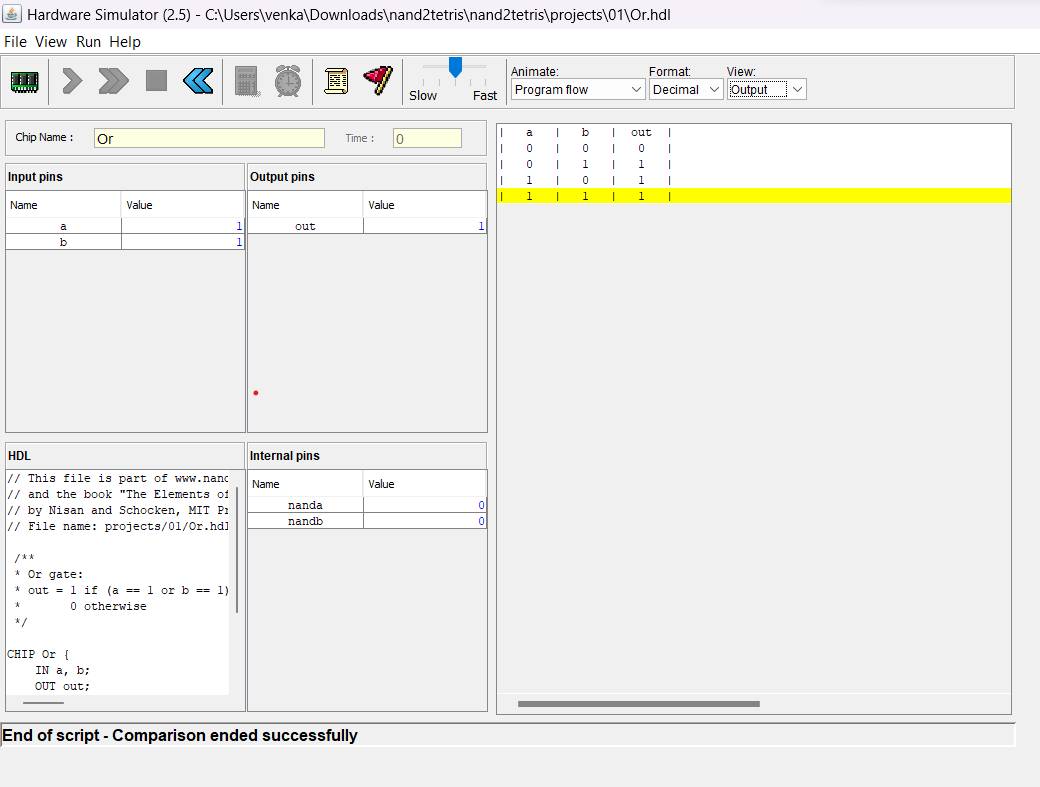 Hardware Simulator (2.5) - C:\Users\venka\Downloads\nand2tetris\nand2tetris\projects\01\Or.hdl
File View Run Help
Slow Fast
Animate: Format: View:
Program flow Decimal Output
Chip Name : Or Time : 0
Input pins
Name Value
a 1
b 1
Output pins
Name Value
out 1
HDL
// This file is part of www.nand
// and the book "The Elements of
// by Nisan and Schocken, MIT Pr
// File name: projects/01/Or.hdl
/**
* Or gate:
* out = 1 if (a == 1 or b == 1)
* 0 otherwise
*/
CHIP Or {
IN a, b;
OUT out;
Internal pins
Name Value
nanda 0
nandb 0
| a | b | out |
| 0 | 0 | 0 |
| 0 | 1 | 1 |
| 1 | 0 | 1 |
| 1 | 1 | 1 |
End of script - Comparison ended successfully